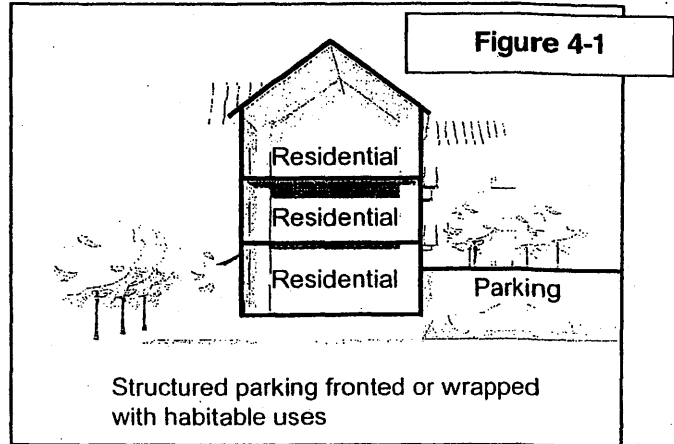 Figure 4-1
Residential
Residential
Residential
Parking
Structured parking fronted or wrapped
with habitable uses